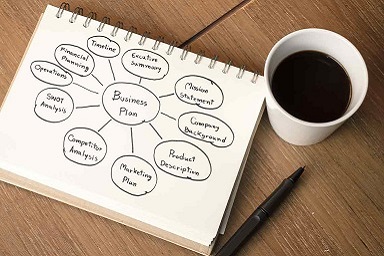 Timeline
Excutive
Summary
Financial
Planning
Mission
Statement
Operations
Business
Plan
SWOT
Analysis
Company
Background
Competitor
Analysis
Product
Description
Marketing
Plan